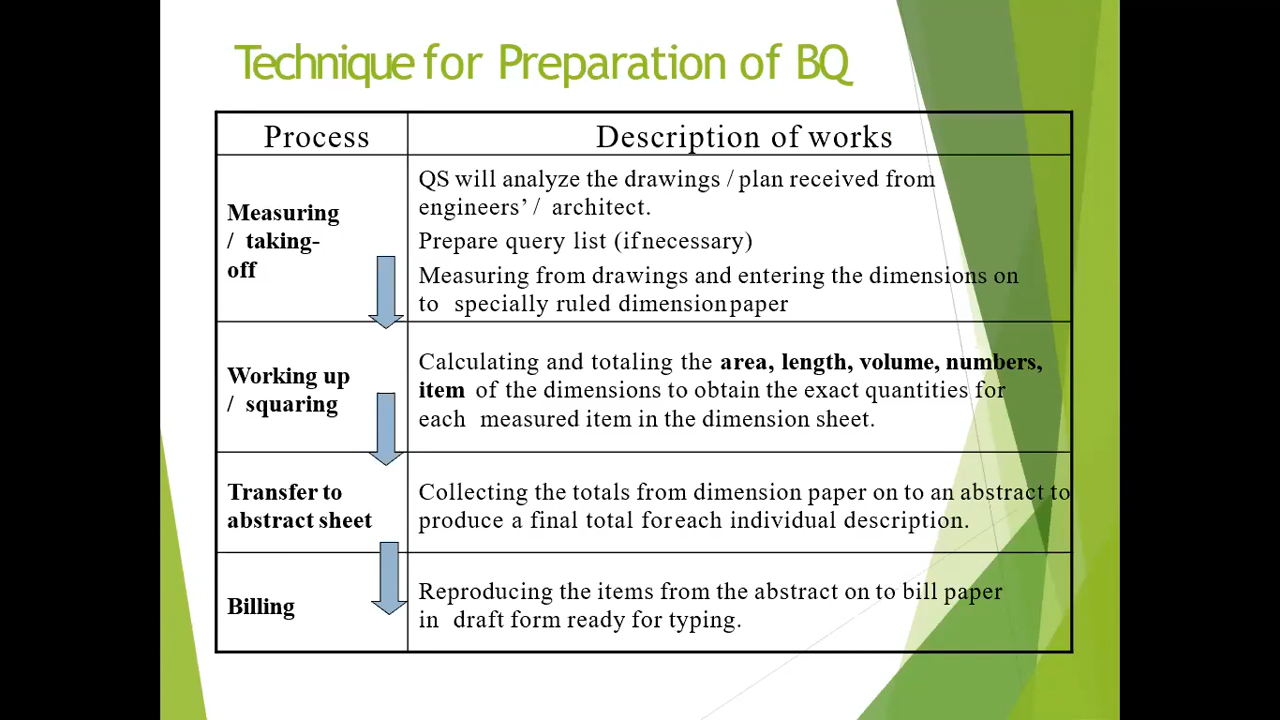 Technique for Preparation of BQ
Process
Description of works
Measuring
/ taking-
off
QS will analyze the drawings / plan received from
engineers’ / architect.
Prepare query list (if necessary)
Measuring from drawings and entering the dimensions on
to specially ruled dimension paper
Working up
/ squaring
Calculating and totaling the area, length, volume, numbers,
item of the dimensions to obtain the exact quantities for
each measured item in the dimension sheet.
Transfer to
abstract sheet
Collecting the totals from dimension paper on to an abstract to
produce a final total for each individual description.
Billing
Reproducing the items from the abstract on to bill paper
in draft form ready for typing.